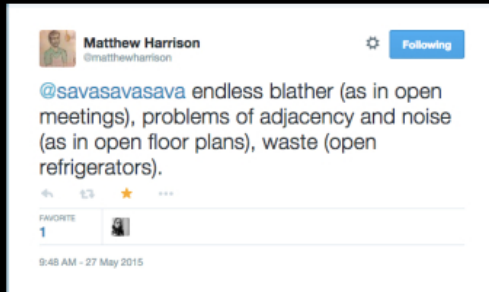 Matthew Harrison
@matthewharrison
Following
@savasavasava endless blather (as in open
meetings), problems of adjacency and noise
(as in open floor plans), waste (open
refrigerators).
FAVORITE
1
9:48 AM - 27 May 2015